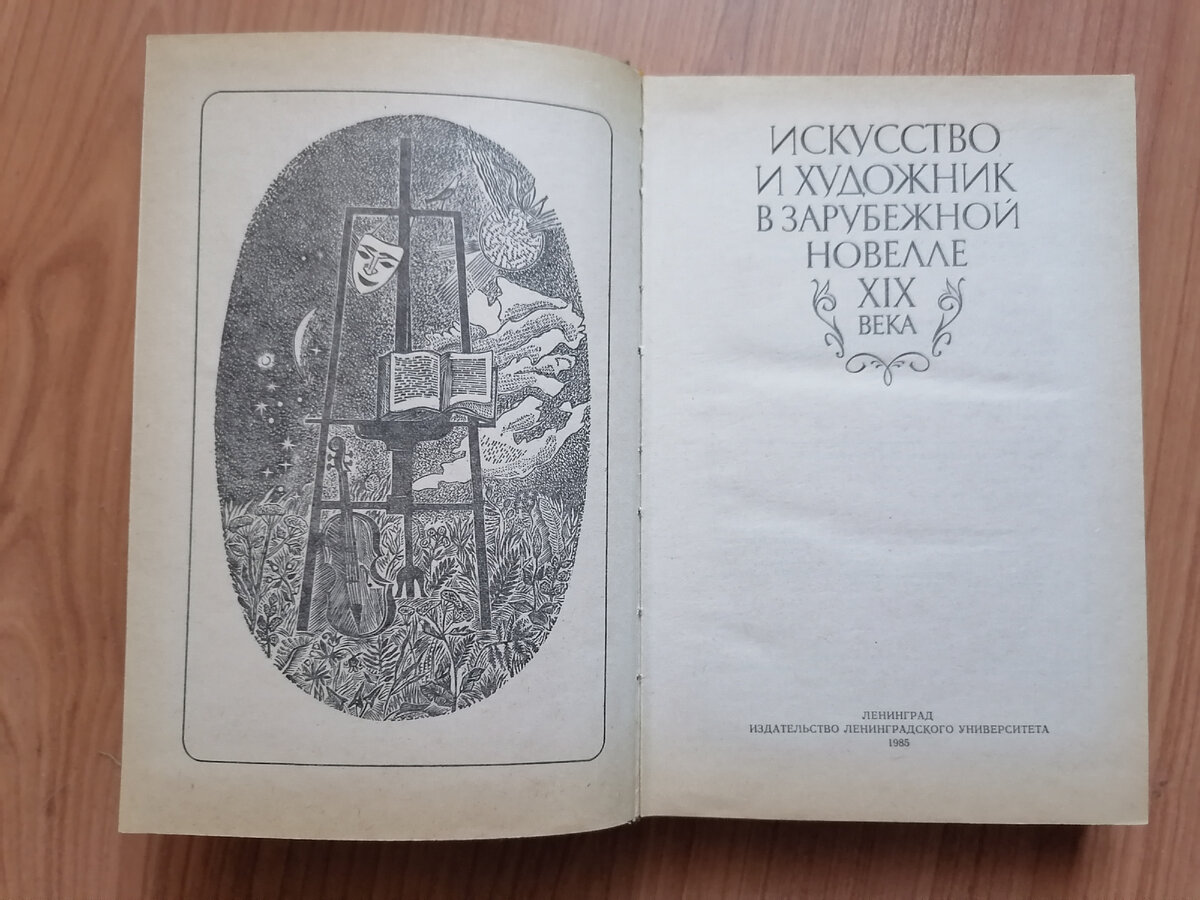 ИСКУССТВО
И ХУДОЖНИК
В ЗАРУБЕЖНОЙ
НОВЕЛЛЕ
XIX
ВЕКА
ЛЕНИНГРАД
ИЗДАТЕЛЬСТВО ЛЕНИНГРАДСКОГО УНИВЕРСИТЕТА
1985